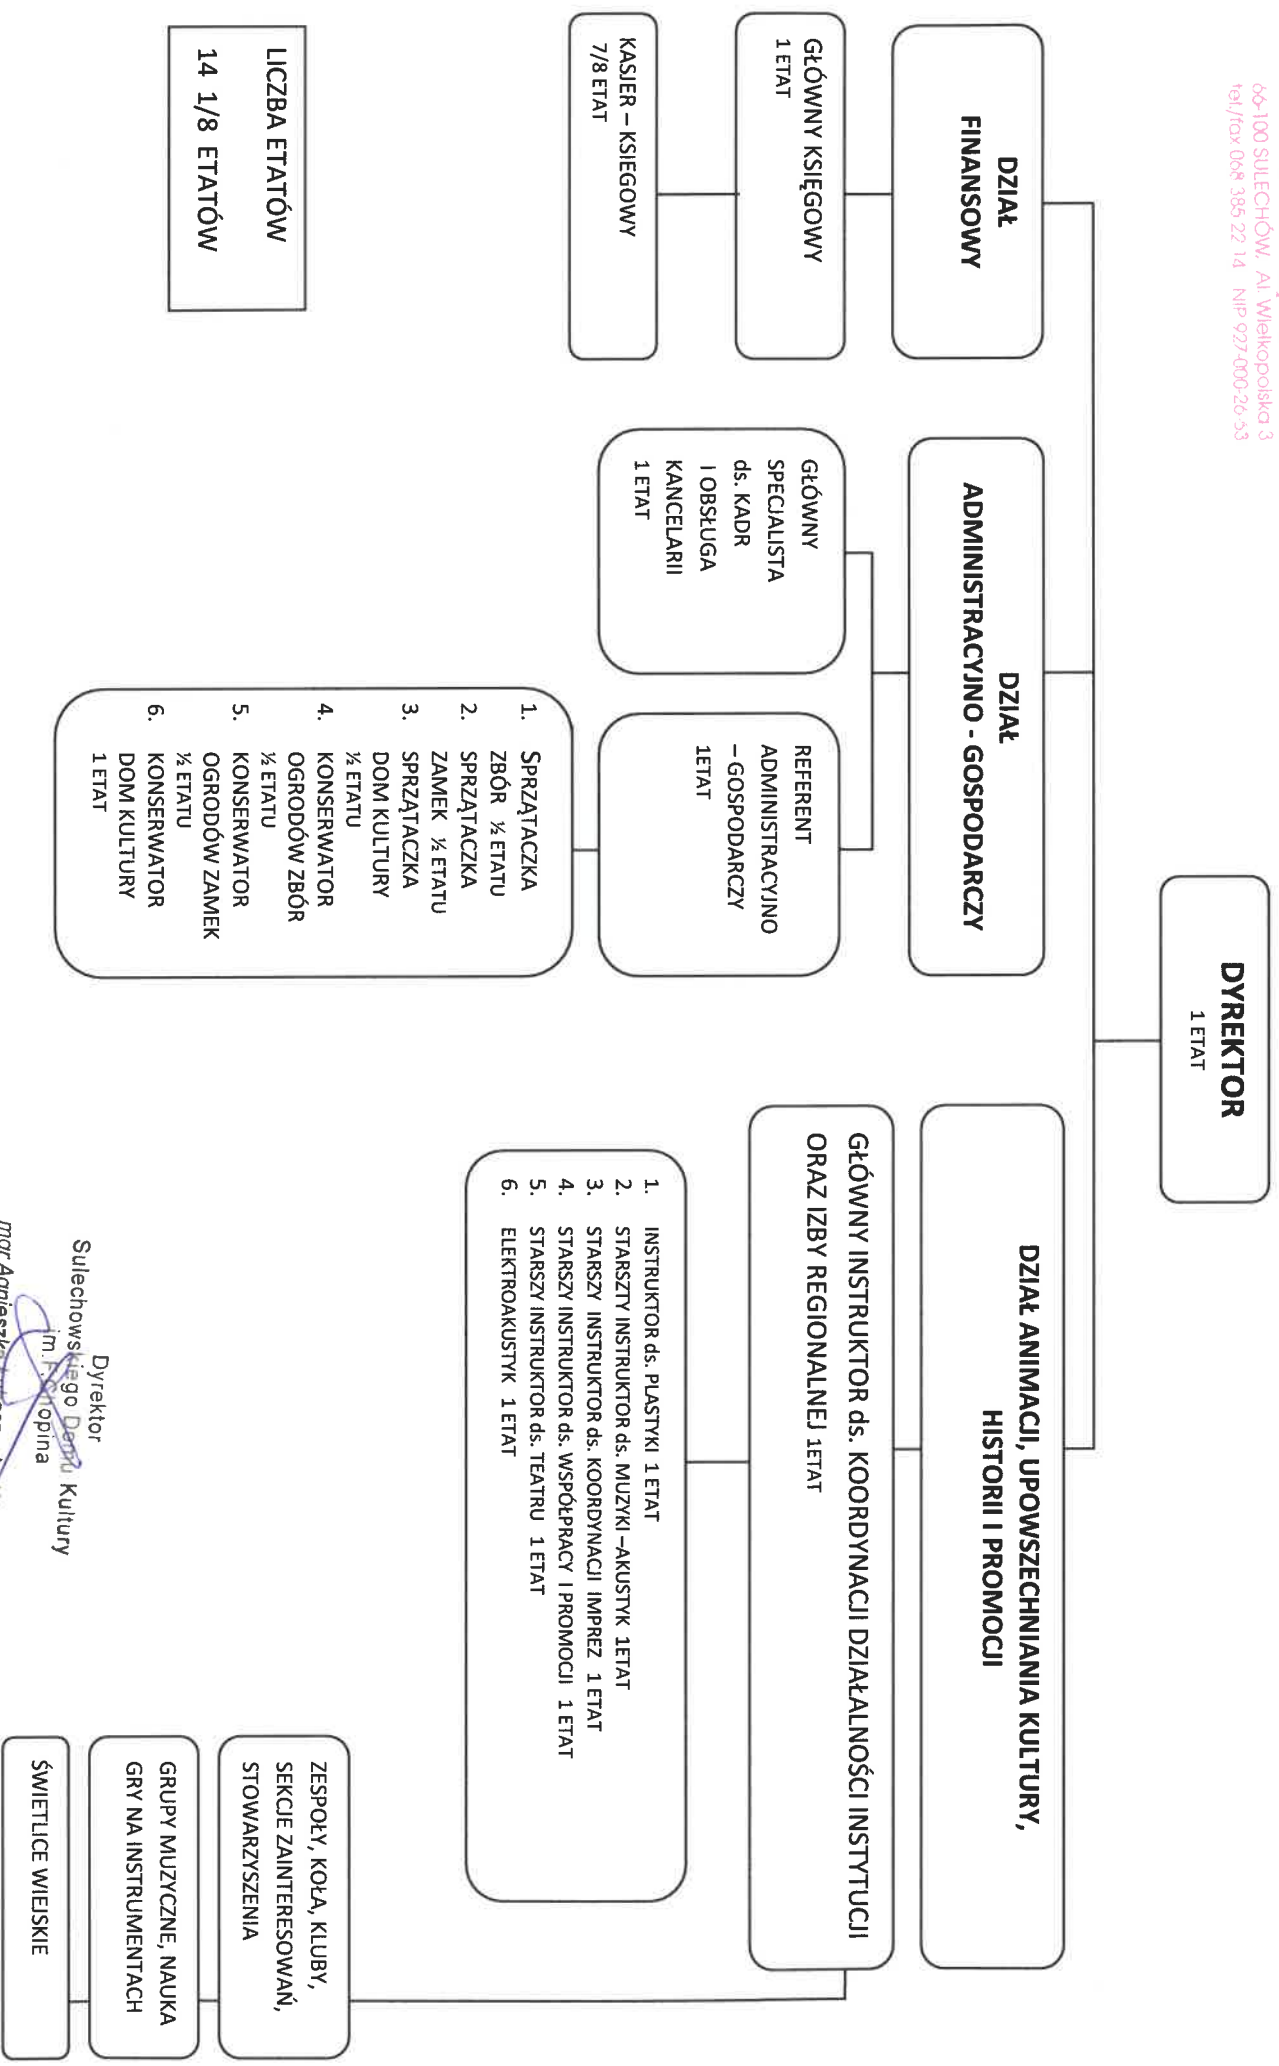 66-100 SULECHÓW, Al. Wielkopolska 3
tel./fax 068 385 22 14 NIP 927-000-26-53
DYREKTOR
1 ETAT
DZIAŁ
FINANSOWY
GŁÓWNY KSIĘGOWY
1 ETAT
KASJER – KSIEGOWY
7/8 ETAT
LICZBA ETATÓW
14 1/8 ETATÓW
DZIAŁ
ADMINISTRACYJNO - GOSPODARCZY
GŁÓWNY
SPECJALISTA
ds. KADR
I OBSŁUGA
KANCELARII
1 ETAT
REFERENT
ADMINISTRACYJNO
– GOSPODARCZY
1ETAT
1. SPRZĄTACZKA
ZBÓR ½ ETATU
2. SPRZĄTACZKA
ZAMEK ½ ETATU
3. SPRZĄTACZKA
DOM KULTURY
½ ETATU
4. KONSERWATOR
OGRODÓW ZBÓR
½ ETATU
5. KONSERWATOR
OGRODÓW ZAMEK
½ ETATU
6. KONSERWATOR
DOM KULTURY
1 ETAT
DZIAŁ ANIMACJI, UPOWSZECHNIANIA KULTURY,
HISTORII I PROMOCJI
GŁÓWNY INSTRUKTOR ds. KOORDYNACJI DZIAŁALNOŚCI INSTYTUCJI
ORAZ IZBY REGIONALNEJ 1ETAT
1. INSTRUKTOR ds. PLASTYKI 1 ETAT
2. STARSZTY INSTRUKTOR ds. MUZYKI –AKUSTYK 1ETAT
3. STARSZY INSTRUKTOR ds. KOORDYNACJI IMPREZ 1 ETAT
4. STARSZY INSTRUKTOR ds. WSPÓŁPRACY I PROMOCJI 1 ETAT
5. STARSZY INSTRUKTOR ds. TEATRU 1 ETAT
6. ELEKTROAKUSTYK 1 ETAT
ZESPOŁY, KOŁA, KLUBY,
SEKCJE ZAINTERESOWAŃ,
STOWARZYSZENIA
GRUPY MUZYCZNE, NAUKA
GRY NA INSTRUMENTACH
ŚWIETLICE WIEJSKIE
Dyrektor
Sulechowskiego Domu Kultury
im. F. Chopina
mgr Agnieszka